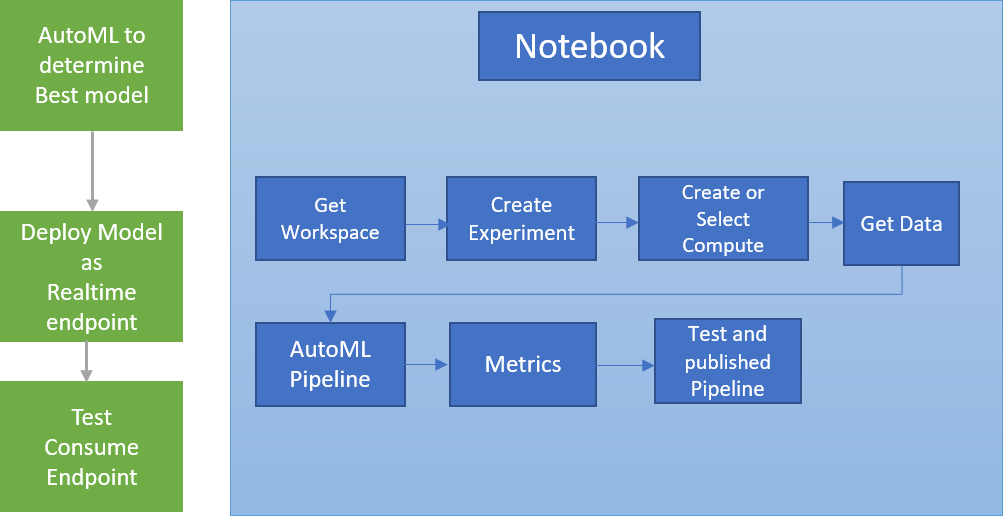 AutoML to
determine
Best model
Deploy Model
as
Realtime
endpoint
Test
Consume
Endpoint
Notebook
Get
Workspace
Create
Experiment
Create or
Select
Compute
Get Data
AutoML
Pipeline
Metrics
Test and
published
Pipeline